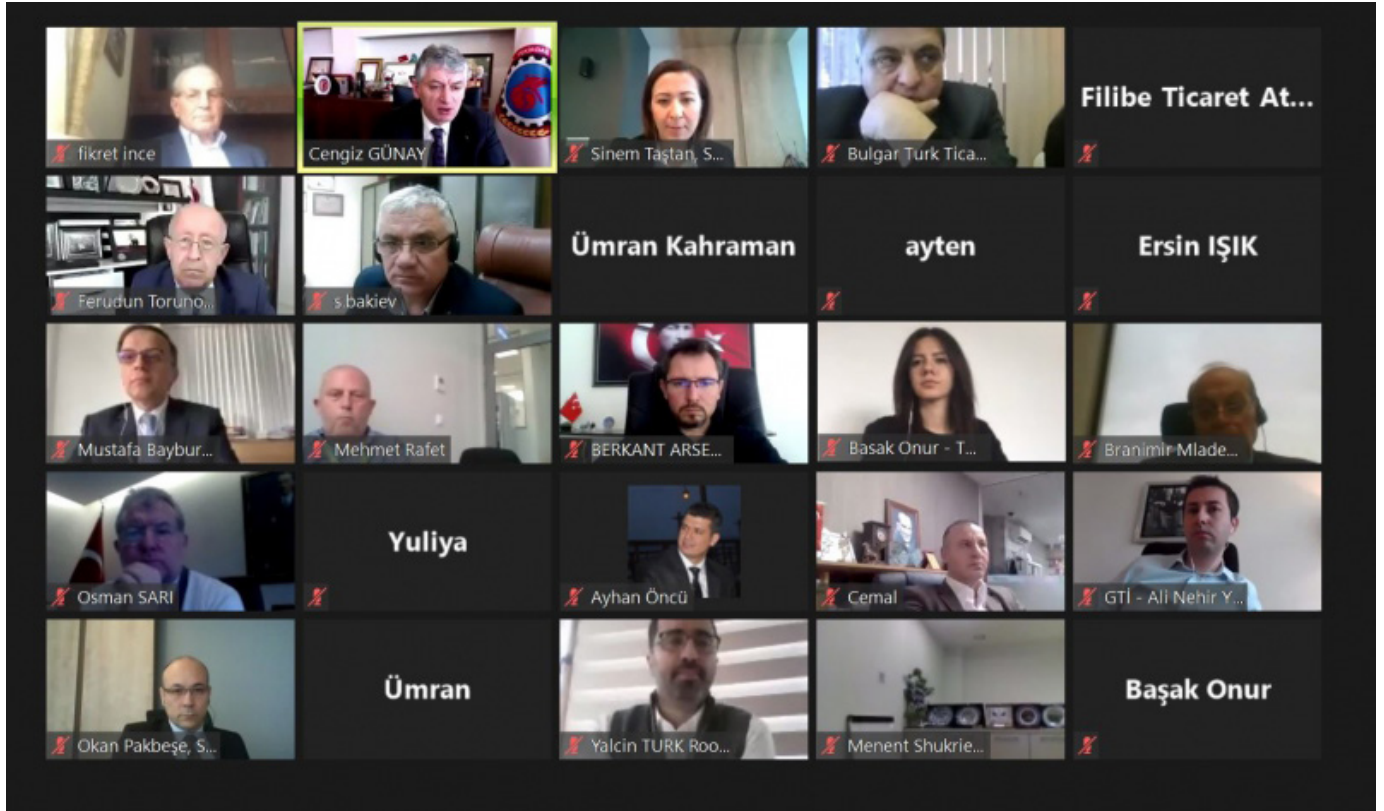 fikret ince
Cengiz GÜNAY
Sinem Taştan, S...
Bulgar Turk Tica...
Filibe Ticaret At...
Ferudun Toruno...
s.bakiev
Ümran Kahraman
ayten
Ersin IŞIK
Mustafa Baybur...
Mehmet Rafet
BERKANT ARSE...
Basak Onur - T...
Branimir Mlade...
Osman SARI
Yuliya
Ayhan Öncü
Cemal
GTİ - Ali Nehir Y...
Okan Pakbeşe, S...
Ümran
Yalcin TURK Roo...
Menent Shukrie...
Başak Onur